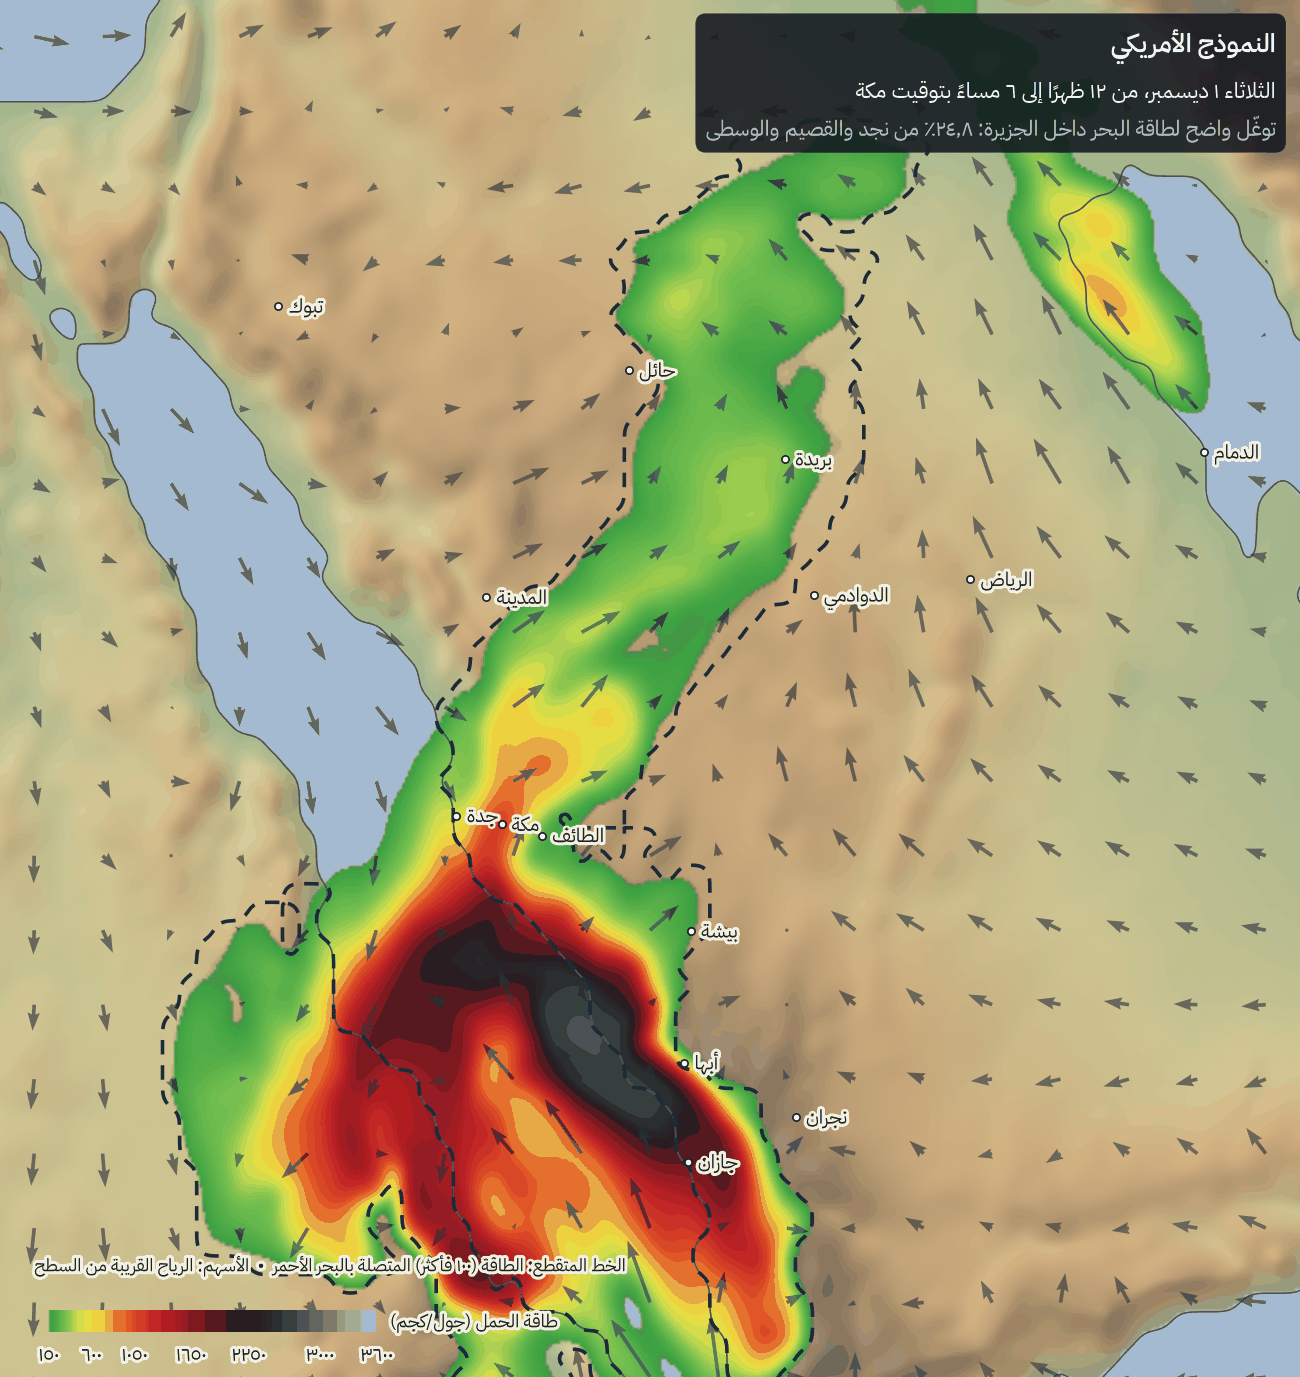 النموذج الأمريكي
الثلاثاء ١ ديسمبر، من ١٢ ظهرًا إلى ٦ مساءً بتوقيت مكة
توغّل واضح لطاقة البحر داخل الجزيرة: ٢٤,٨٪ من نجد والقصيم والوسطى
تبوك
حائل
بريدة
الدمام
الرياض
الدوادمي
المدينة
جدة
مكة
الطائف
بيشة
أبها
نجران
جازان
الخط المتقطع: الطاقة (١٠ فأكثر) المتصلة بالبحر الأحمر • الأسهم: الرياح القريبة من السطح
طاقة الحمل (جول/كجم)
١٥٠ ٦٠٠ ١٠٥٠ ١٦٥٠ ٢٢٥٠ ٣٠٠٠ ٣٦٠٠